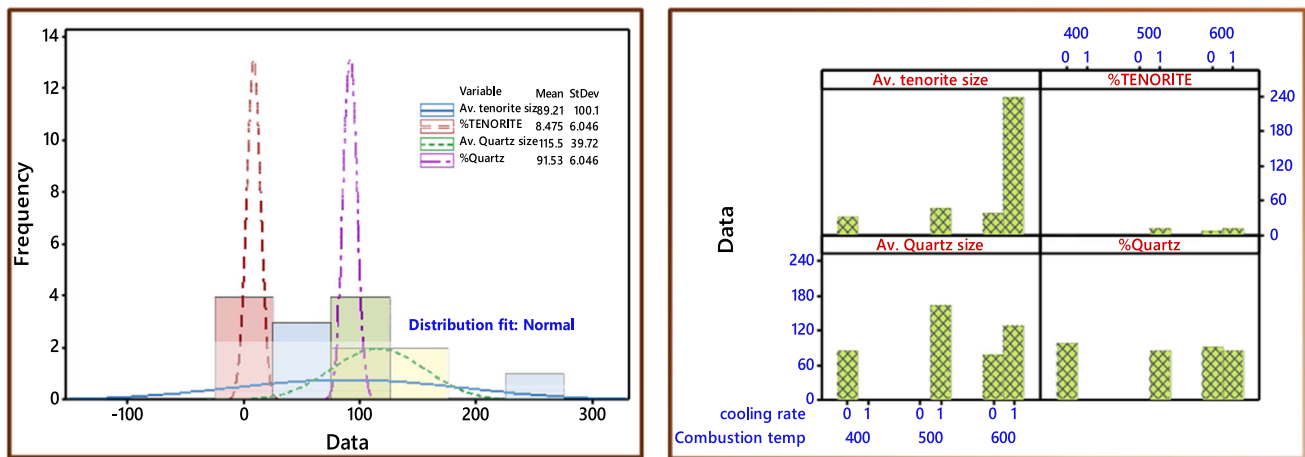 14
12
10
8
6
4
2
0
Frequency
Variable Mean StDev
Av. tenorite siz89.21 100.1
%TENORITE 8.475 6.046
Av. Quartz size115.5 39.72
%Quartz 91.53 6.046
Distribution fit: Normal
-100 0 100 200 300
Data
400 500 600
0 1 0 1 0 1
Av. tenorite size %TENORITE
240
180
120
60
0
Data
Av. Quartz size %Quartz
240
180
120
60
0
cooling rate 0 1 0 1 0 1
Combustion temp 400 500 600